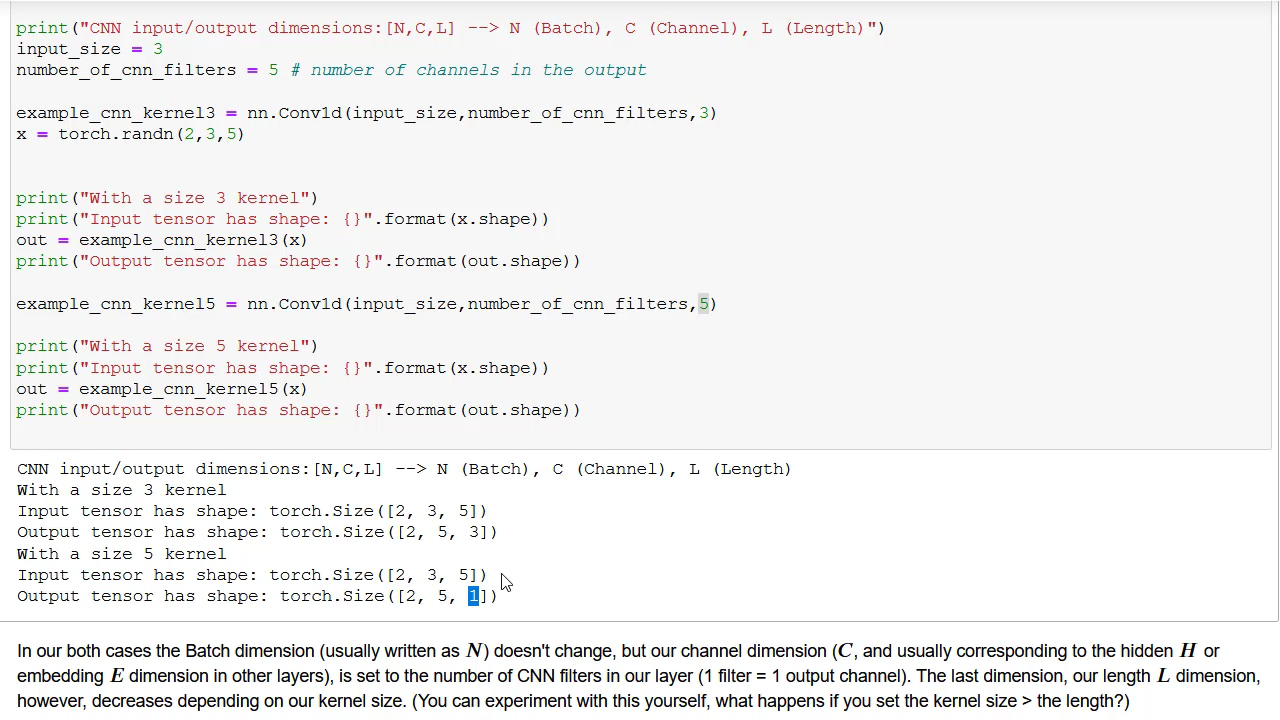 print("CNN input/output dimensions:[N,C,L] --> N (Batch), C (Channel), L (Length)")
input_size = 3
number_of_cnn_filters = 5 # number of channels in the output
example_cnn_kernel3 = nn.Conv1d(input_size,number_of_cnn_filters,3)
x = torch.randn(2,3,5)
print("With a size 3 kernel")
print("Input tensor has shape: {}".format(x.shape))
out = example_cnn_kernel3(x)
print("Output tensor has shape: {}".format(out.shape))
example_cnn_kernel5 = nn.Conv1d(input_size,number_of_cnn_filters,5)
print("With a size 5 kernel")
print("Input tensor has shape: {}".format(x.shape))
out = example_cnn_kernel5(x)
print("Output tensor has shape: {}".format(out.shape))
CNN input/output dimensions:[N,C,L] --> N (Batch), C (Channel), L (Length)
With a size 3 kernel
Input tensor has shape: torch.Size([2, 3, 5])
Output tensor has shape: torch.Size([2, 5, 3])
With a size 5 kernel
Input tensor has shape: torch.Size([2, 3, 5])
Output tensor has shape: torch.Size([2, 5, 1])
In our both cases the Batch dimension (usually written as N) doesn't change, but our channel dimension (C, and usually corresponding to the hidden H or
embedding E dimension in other layers), is set to the number of CNN filters in our layer (1 filter = 1 output channel). The last dimension, our length L dimension,
however, decreases depending on our kernel size. (You can experiment with this yourself, what happens if you set the kernel size > the length?)